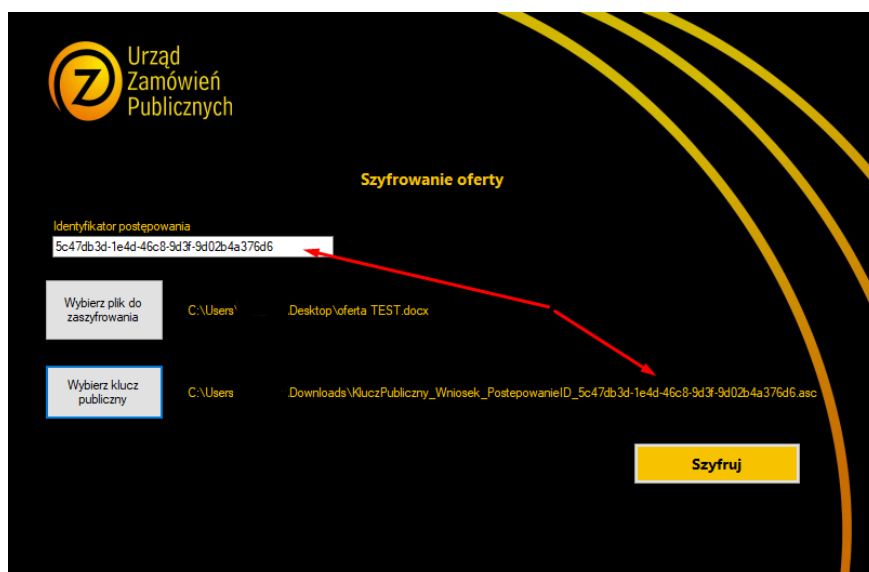 Urząd
Zamówień
Publicznych
Szyfrowanie oferty
Identyfikator postępowania
5c47db3d-1e4d-46c8-9d3f-9d02b4a376d6
Wybierz plik do
zaszyfrowania
C:\Users\ .Desktop\oferta TEST.docx
Wybierz klucz
publiczny
C:\Users .Downloads\KluczPubliczny_Wniosek_PostepowanieID_5c47db3d-1e4d-46c8-9d3f-9d02b4a376d6.asc
Szyfruj